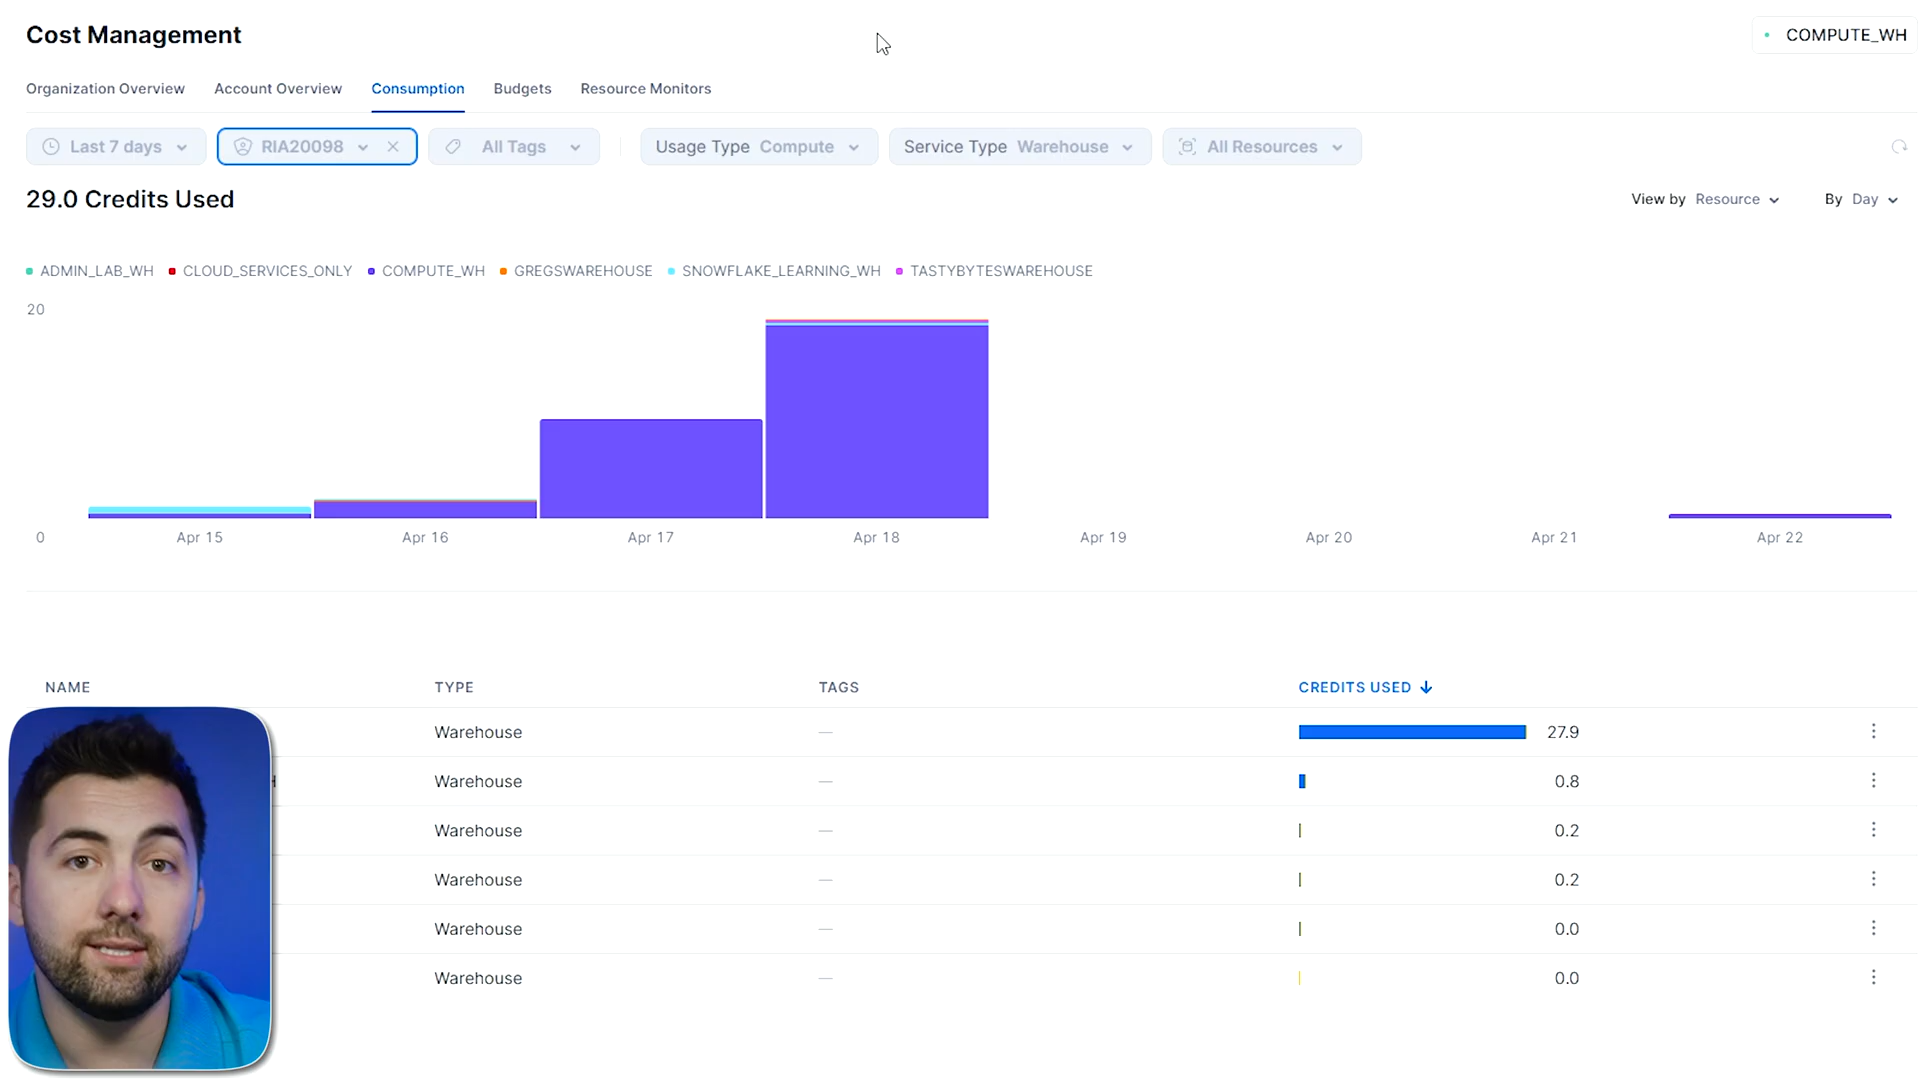 Cost Management
COMPUTE_WH
Organization Overview Account Overview Consumption Budgets Resource Monitors
Last 7 days RIA20098 All Tags Usage Type Compute Service Type Warehouse All Resources
29.0 Credits Used
View by Resource By Day
ADMIN_LAB_WH CLOUD_SERVICES_ONLY COMPUTE_WH GREGSWAREHOUSE SNOWFLAKE_LEARNING_WH TASTYBYTESWAREHOUSE
20
0 Apr 15 Apr 16 Apr 17 Apr 18 Apr 19 Apr 20 Apr 21 Apr 22
NAME TYPE TAGS CREDITS USED
Warehouse — 27.9
Warehouse — 0.8
Warehouse — 0.2
Warehouse — 0.2
Warehouse — 0.0
Warehouse — 0.0